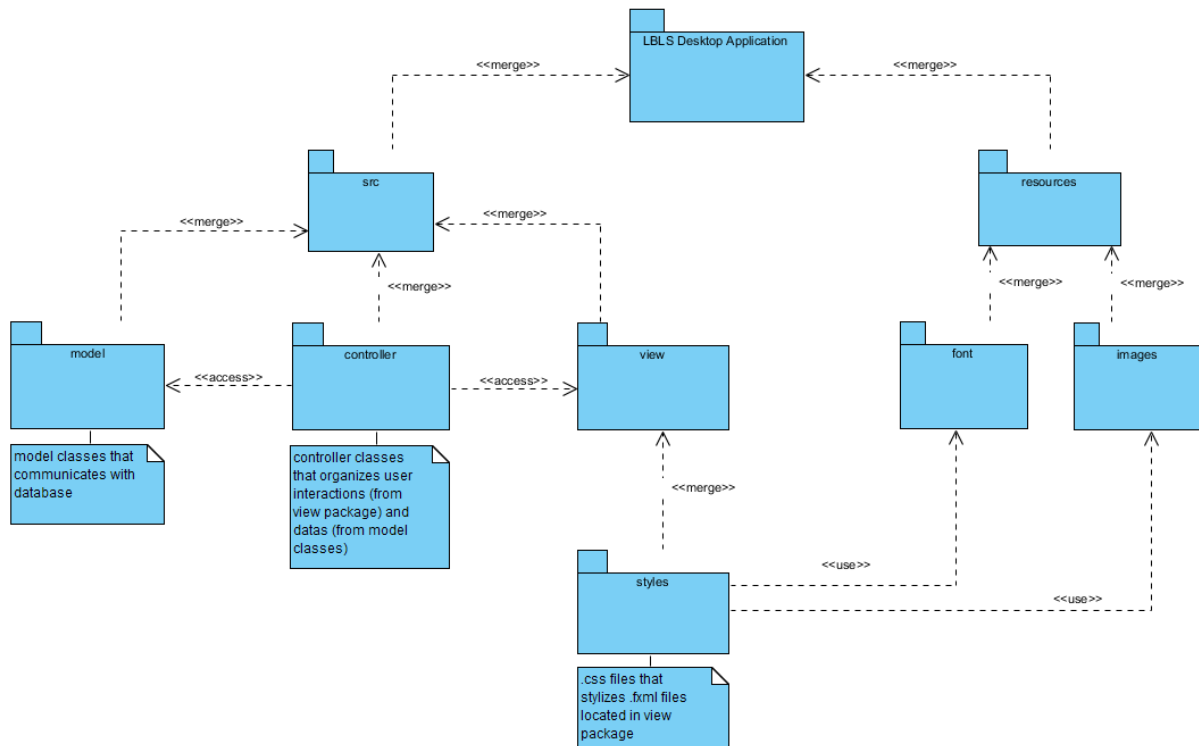 LBLS Desktop Application
<<merge>>
<<merge>>
src
resources
<<merge>>
<<merge>>
<<merge>>
<<merge>>
<<merge>>
model
controller
view
font
images
<<access>>
<<access>>
model classes that
communicates with
database
controller classes
that organizes user
interactions (from
view package) and
datas (from model
classes)
<<merge>>
styles
<<use>>
<<use>>
.css files that
stylizes .fxml files
located in view
package